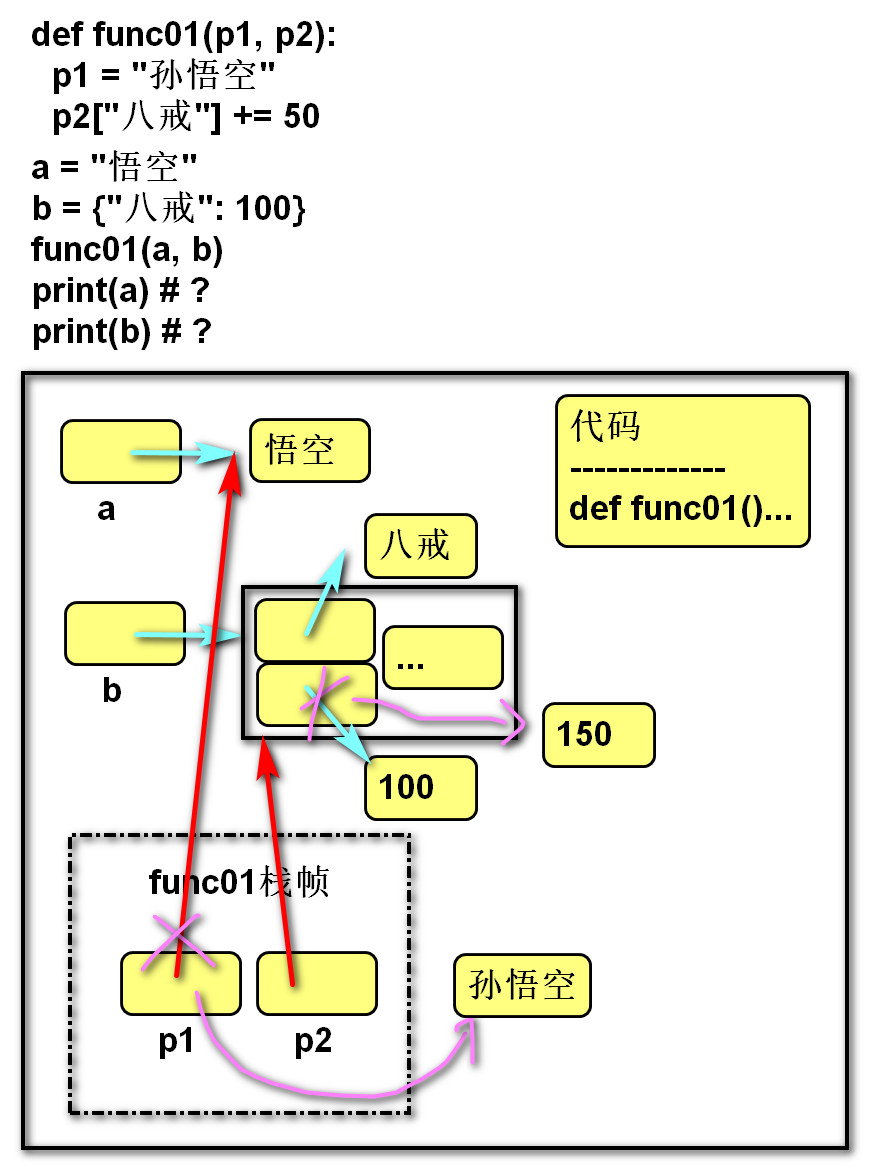 def func01(p1, p2):
p1 = "孙悟空"
p2["八戒"] += 50
a = "悟空"
b = {"八戒": 100}
func01(a, b)
print(a) # ?
print(b) # ?
悟空
a
代码
-------------
def func01()...
八戒
...
b
150
100
func01栈帧
孙悟空
p1
p2